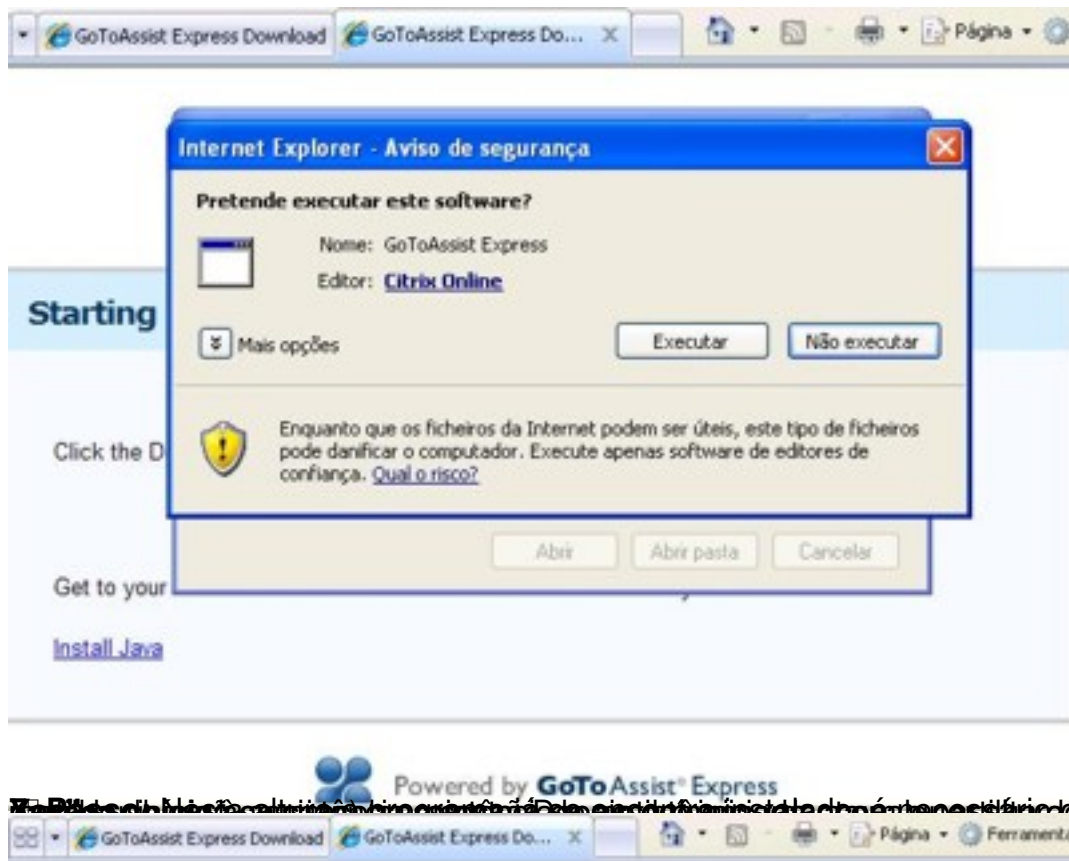 GoToAssist Express Download GoToAssist Express Do... Página
Internet Explorer - Aviso de segurança
Pretende executar este software?
Nome: GoToAssist Express
Editor: Citrix Online
Starting
Mais opções Executar Não executar
Enquanto que os ficheiros da Internet podem ser úteis, este tipo de ficheiros
Click the D pode danificar o computador. Execute apenas software de editores de
confiança. Qual o risco?
Abrir Abrir pasta Cancelar
Get to your
Install Java
Powered by GoToAssist® Express
GoToAssist Express Download GoToAssist Express Do... Página Ferramenta